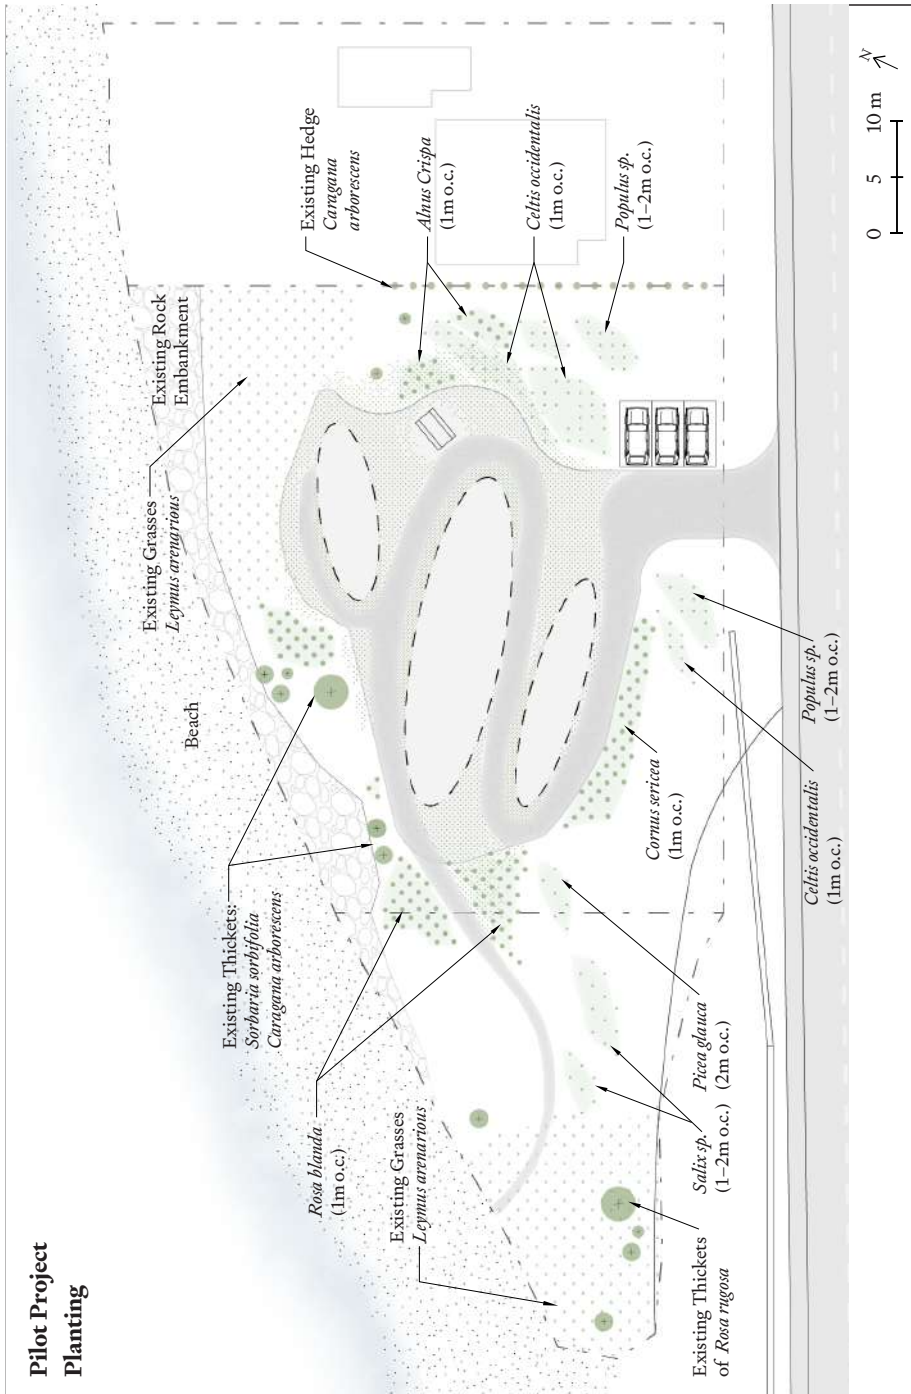 Pilot Project
Planting
Existing Grasses
Leymus arenarious
Existing Rock
Embankment
Existing Hedge
Caragana
arborescens
Alnus Crispa
(1m o.c.)
Celtis occidentalis
(1m o.c.)
Populus sp.
(1–2m o.c.)
Beach
Existing Thickets:
Sorbaria sorbifolia
Caragana arborescens
Rosa blanda
(1m o.c.)
Existing Grasses
Leymus arenarious
Existing Thickets
of Rosa rugosa
Salix sp.
(1–2m o.c.)
Picea glauca
(2m o.c.)
Cornus sericea
(1m o.c.)
Celtis occidentalis
(1m o.c.)
Populus sp.
(1–2m o.c.)
0 5 10 m
N